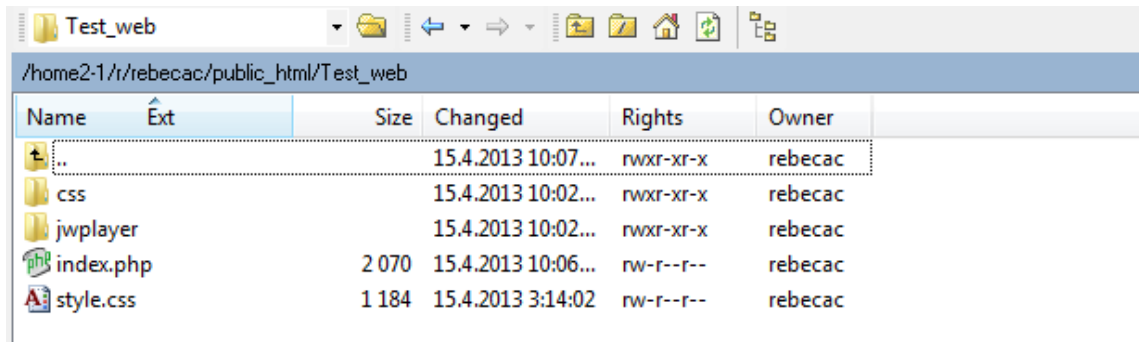 Test_web
/home2-1/r/rebecac/public_html/Test_web
Name Ext Size Changed Rights Owner
.. 15.4.2013 10:07... rwxr-xr-x rebecac
css 15.4.2013 10:02... rwxr-xr-x rebecac
jwplayer 15.4.2013 10:02... rwxr-xr-x rebecac
index.php 2 070 15.4.2013 10:06... rw-r--r-- rebecac
style.css 1 184 15.4.2013 3:14:02 rw-r--r-- rebecac